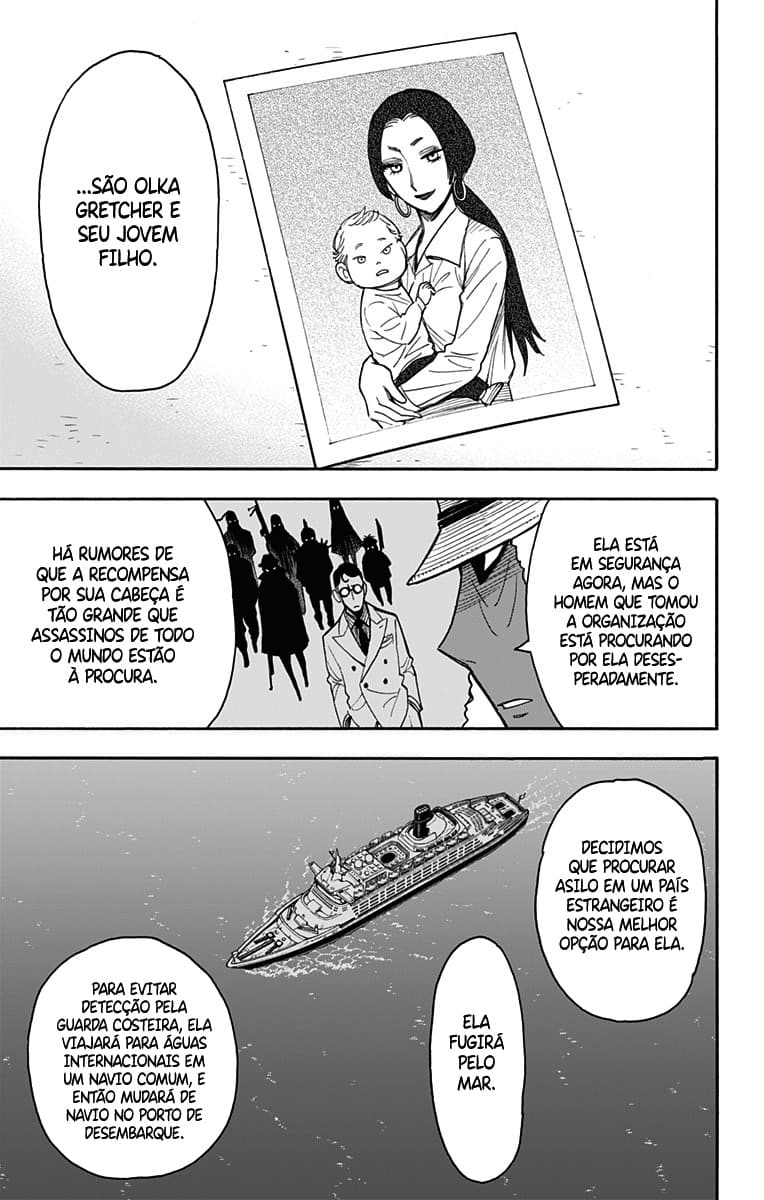 ...SÃO OLKA
GRETCHER E
SEU JOVEM
FILHO.
ELA ESTÁ
EM SEGURANÇA
AGORA, MAS O
HOMEM QUE TOMOU
A ORGANIZAÇÃO
ESTÁ PROCURANDO
POR ELA DESES-
PERADAMENTE.
HÁ RUMORES DE
QUE A RECOMPENSA
POR SUA CABEÇA É
TÃO GRANDE QUE
ASSASSINOS DE TODO
O MUNDO ESTÃO
À PROCURA.
DECIDIMOS
QUE PROCURAR
ASILO EM UM PAÍS
ESTRANGEIRO É
NOSSA MELHOR
OPÇÃO PARA ELA.
ELA
FUGIRÁ
PELO
MAR.
PARA EVITAR
DETECÇÃO PELA
GUARDA COSTEIRA, ELA
VIAJARÁ PARA ÁGUAS
INTERNACIONAIS EM
UM NAVIO COMUM, E
ENTÃO MUDARÁ DE
NAVIO NO PORTO DE
DESEMBARQUE.